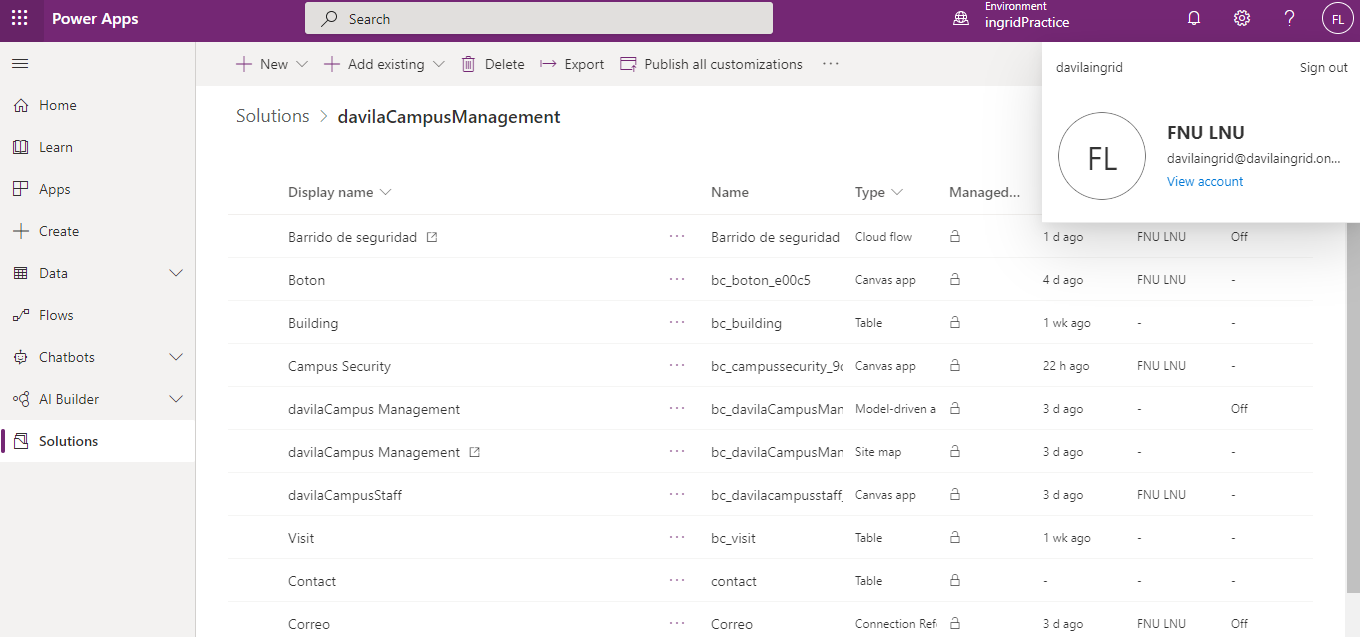 Power Apps
Search
Environment
ingridPractice
FL
New
Add existing
Delete
Export
Publish all customizations
davilaingrid
Sign out
FL
FNU LNU
davilaingrid@davilaingrid.on...
View account
Home
Learn
Apps
Create
Data
Flows
Chatbots
AI Builder
Solutions
Solutions > davilaCampusManagement
Display name Name Type Managed...
Barrido de seguridad ... Barrido de seguridad Cloud flow 1 d ago FNU LNU Off
Boton ... bc_boton_e00c5 Canvas app 4 d ago FNU LNU -
Building ... bc_building Table 1 wk ago - -
Campus Security ... bc_campussecurity_9c Canvas app 22 h ago FNU LNU -
davilaCampus Management ... bc_davilaCampusMan Model-driven a 3 d ago - Off
davilaCampus Management ... bc_davilaCampusMan Site map 3 d ago - -
davilaCampusStaff ... bc_davilacampusstaff_ Canvas app 3 d ago FNU LNU -
Visit ... bc_visit Table 1 wk ago - -
Contact ... contact Table - - -
Correo ... Correo Connection Ref 3 d ago FNU LNU Off